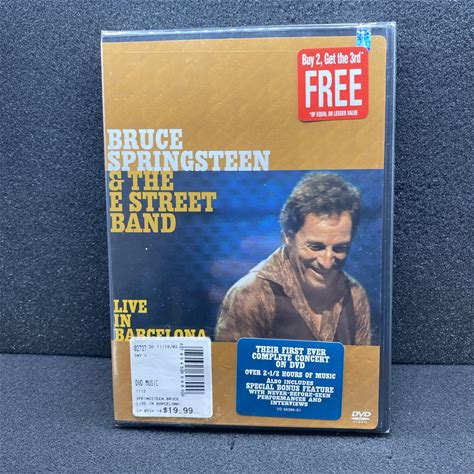 Buy 2, Get the 3rd*
FREE
*OF EQUAL OR LESSER VALUE
BRUCE
SPRINGSTEEN
& THE
E STREET
BAND
LIVE
IN
BARCELONA
DVD MUSIC
SPRINGSTEEN BRUCE
LIVE IN BARCELONA
$19.99
THEIR FIRST EVER
COMPLETE CONCERT
ON DVD
OVER 2-1/2 HOURS OF MUSIC
ALSO INCLUDES
SPECIAL BONUS FEATURE
WITH NEVER-BEFORE-SEEN
PERFORMANCES AND
INTERVIEWS
DVD
VIDEO